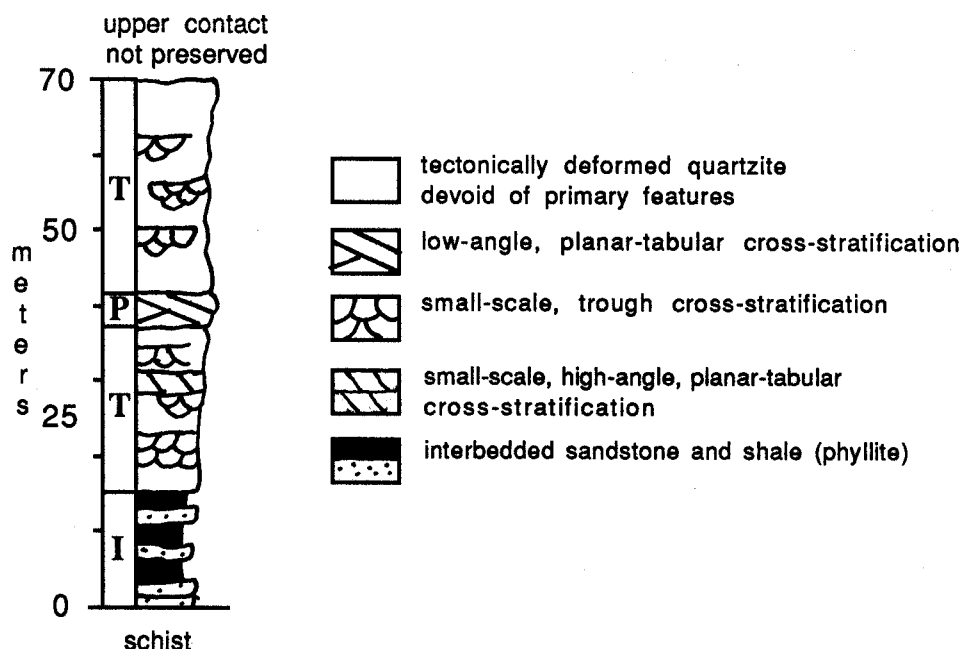 upper contact
not preserved
70
50
25
0
meters
T
P
T
I
schist
tectonically deformed quartzite
devoid of primary features
low-angle, planar-tabular cross-stratification
small-scale, trough cross-stratification
small-scale, high-angle, planar-tabular
cross-stratification
interbedded sandstone and shale (phyllite)